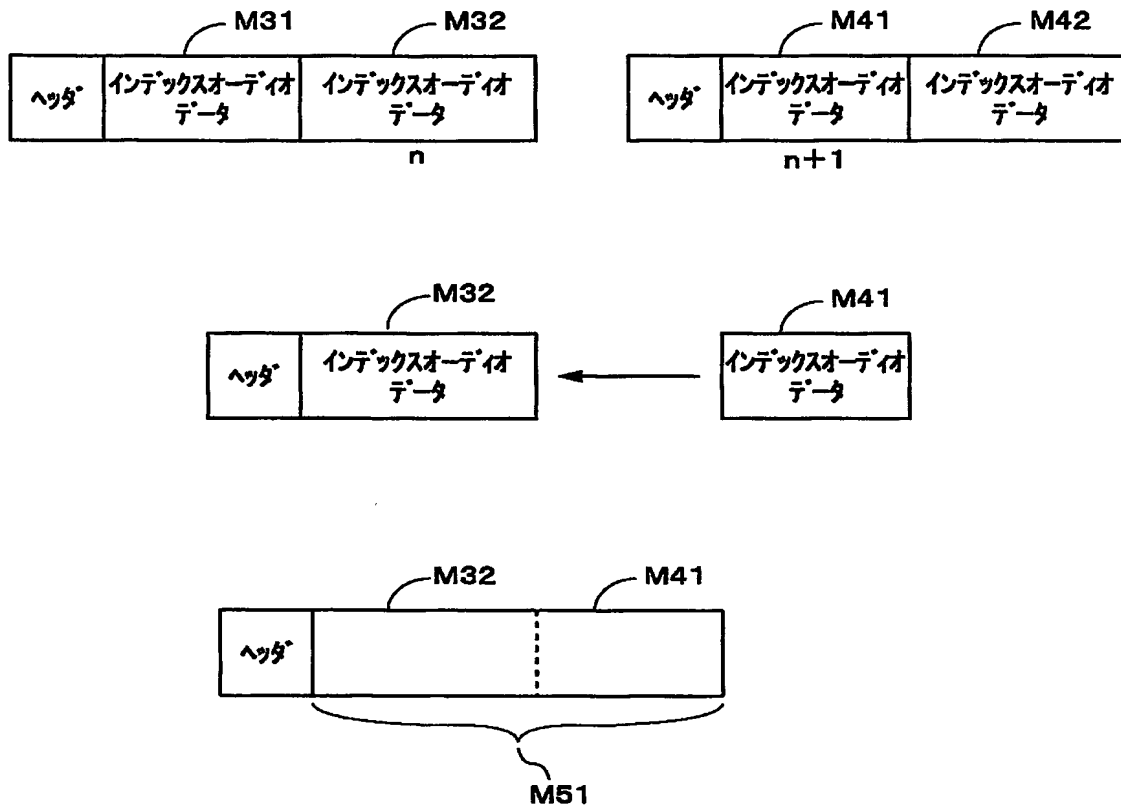 M31
M32
M41
M42
ヘッダ
インデックスオーディオ
データ
インデックスオーディオ
データ
ヘッダ
インデックスオーディオ
データ
インデックスオーディオ
データ
n
n+1
M32
M41
ヘッダ
インデックスオーディオ
データ
インデックスオーディオ
データ
M32
M41
ヘッダ
M51